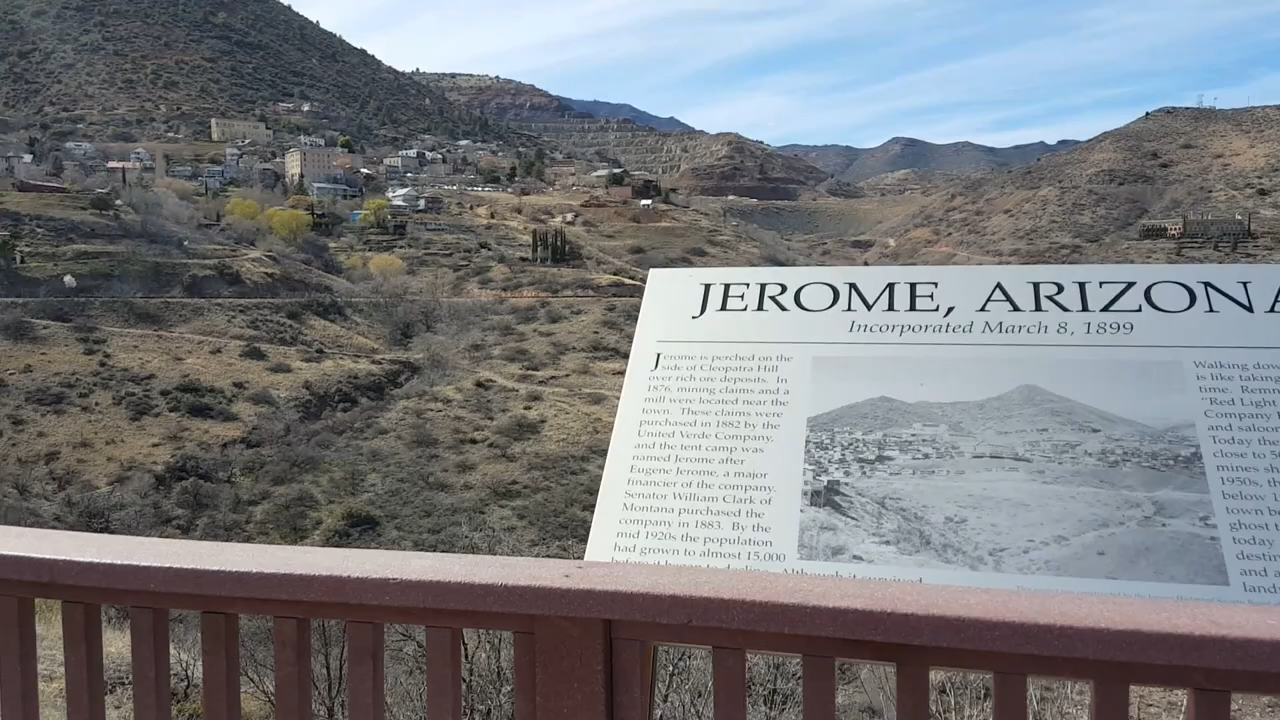 JEROME, ARIZONA
Incorporated March 8, 1899
Jerome is perched on the
side of Cleopatra Hill
over rich ore deposits. In
1876, mining claims and a
mill were located near the
town. These claims were
purchased in 1882 by the
United Verde Company,
and the tent camp was
named Jerome after
Eugene Jerome, a major
financier of the company.
Senator William Clark of
Montana purchased the
company in 1883. By the
mid 1920s the population
had grown to almost 15,000
Walking dow
is like taking
time. Rem
"Red Light
Company
and saloon
Today the
close to 5
mines sh
1950s, th
below 1
town b
ghost
today
destin
and a
land